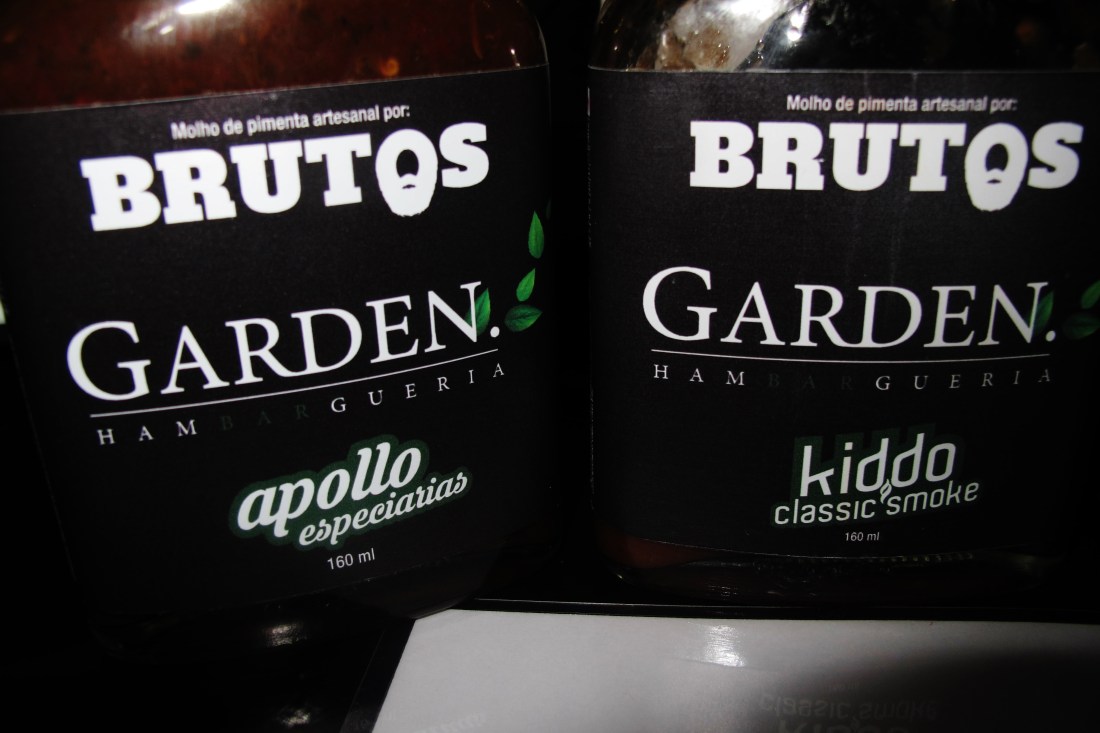 Molho de pimenta artesanal por:
BRUTOS
GARDEN.
HAMBARGUERIA
apollo
especiarias
160 ml
Molho de pimenta artesanal por:
BRUTOS
GARDEN.
HAMBARGUERIA
kiddo
classic smoke
160 ml